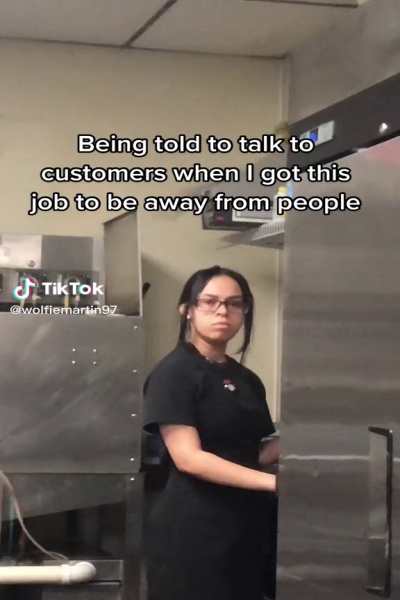 Being told to talk to
customers when I got this
job to be away from people
TikTok
@wolfiemartin97